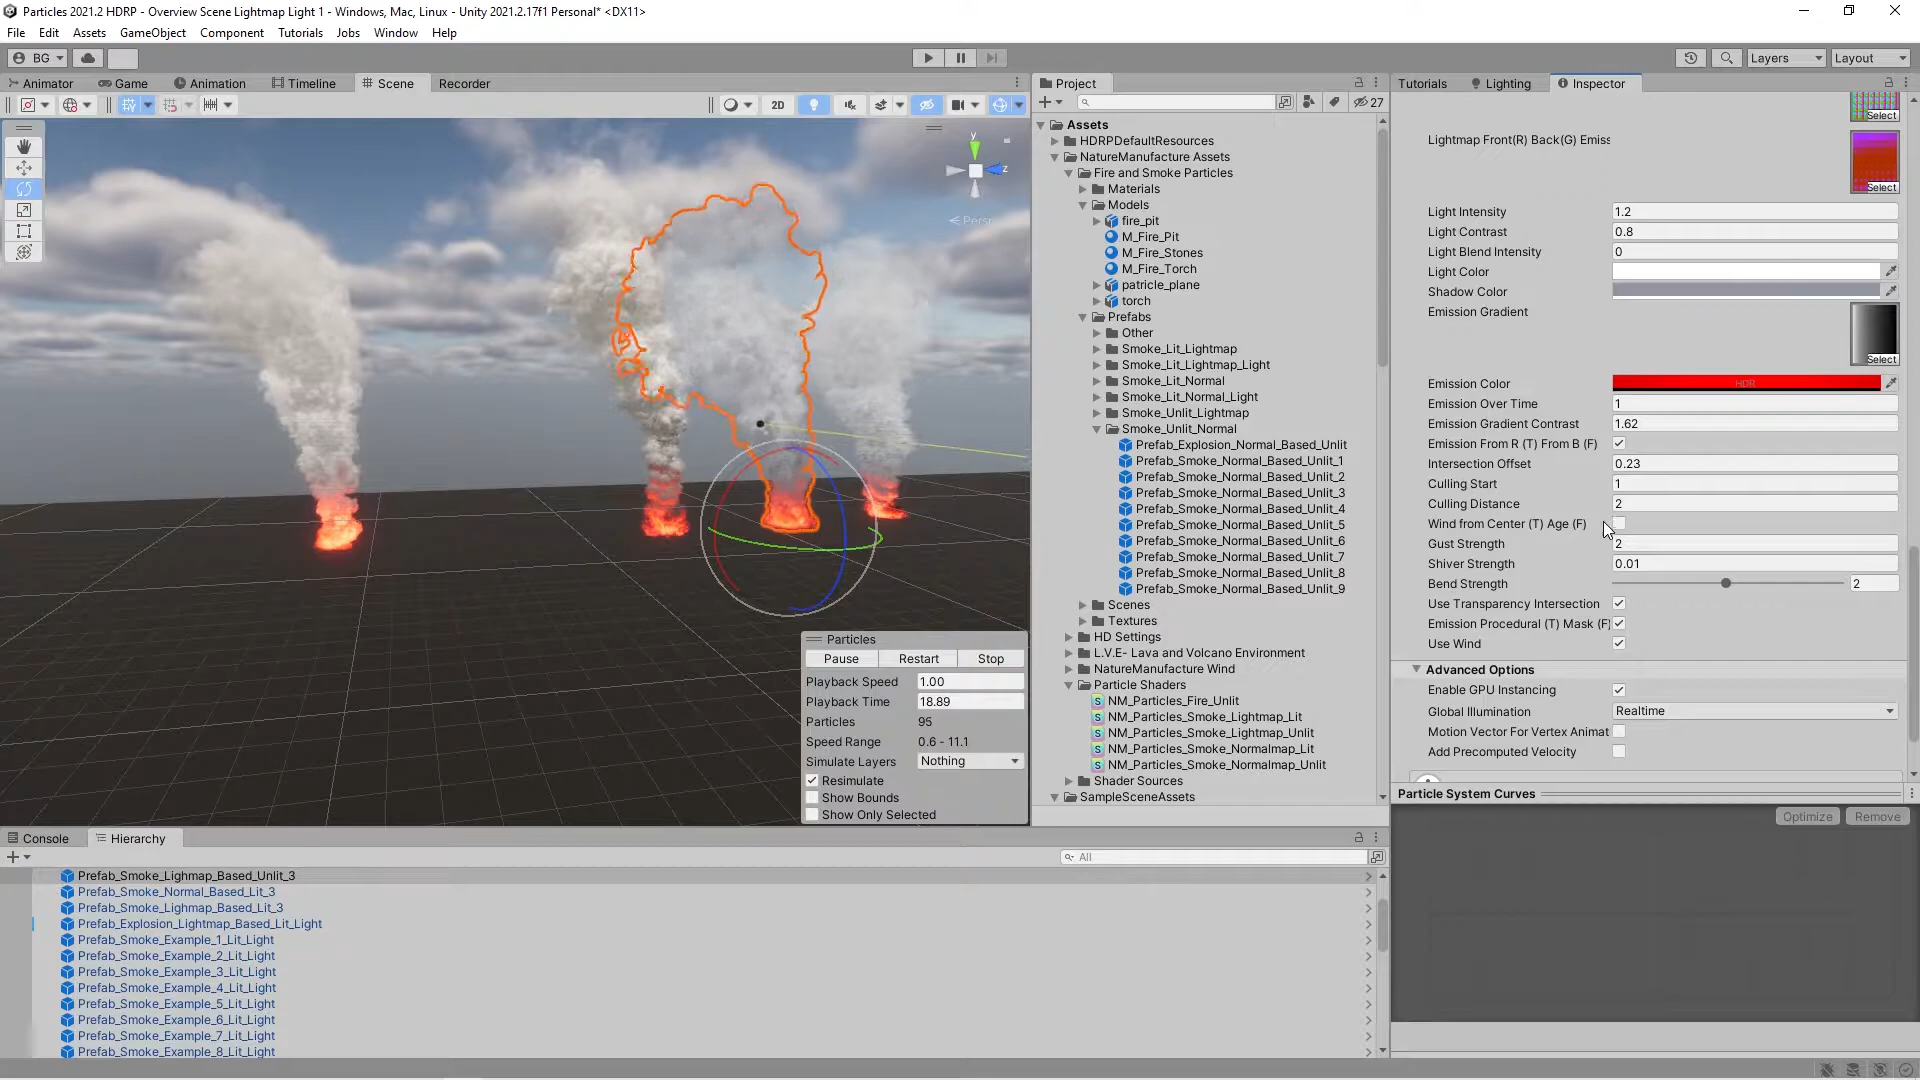 Particles 2021.2 HDRP - Overview Scene Lightmap Light 1 - Windows, Mac, Linux - Unity 2021.2.17f1 Personal* <DX11>
File Edit Assets GameObject Component Tutorials Jobs Window Help
BG Layers Layout
Animator Game Animation Timeline Scene Recorder
2D
y
z
Persp
Particles
Pause Restart Stop
Playback Speed 1.00
Playback Time 18.89
Particles 95
Speed Range 0.6 - 11.1
Simulate Layers Nothing
Resimulate
Show Bounds
Show Only Selected
Project
27
Assets
HDRPDefaultResources
NatureManufacture Assets
Fire and Smoke Particles
Materials
Models
fire_pit
M_Fire_Pit
M_Fire_Stones
M_Fire_Torch
patricle_plane
torch
Prefabs
Other
Smoke_Lit_Lightmap
Smoke_Lit_Lightmap_Light
Smoke_Lit_Normal
Smoke_Lit_Normal_Light
Smoke_Unlit_Lightmap
Smoke_Unlit_Normal
Prefab_Explosion_Normal_Based_Unlit
Prefab_Smoke_Normal_Based_Unlit_1
Prefab_Smoke_Normal_Based_Unlit_2
Prefab_Smoke_Normal_Based_Unlit_3
Prefab_Smoke_Normal_Based_Unlit_4
Prefab_Smoke_Normal_Based_Unlit_5
Prefab_Smoke_Normal_Based_Unlit_6
Prefab_Smoke_Normal_Based_Unlit_7
Prefab_Smoke_Normal_Based_Unlit_8
Prefab_Smoke_Normal_Based_Unlit_9
Scenes
Textures
HD Settings
L.V.E- Lava and Volcano Environment
NatureManufacture Wind
Particle Shaders
NM_Particles_Fire_Unlit
NM_Particles_Smoke_Lightmap_Lit
NM_Particles_Smoke_Lightmap_Unlit
NM_Particles_Smoke_Normalmap_Lit
NM_Particles_Smoke_Normalmap_Unlit
Shader Sources
SampleSceneAssets
Tutorials Lighting Inspector
Select
Lightmap Front(R) Back(G) Emiss
Select
Light Intensity 1.2
Light Contrast 0.8
Light Blend Intensity 0
Light Color
Shadow Color
Emission Gradient
Select
Emission Color HDR
Emission Over Time 1
Emission Gradient Contrast 1.62
Emission From R (T) From B (F)
Intersection Offset 0.23
Culling Start 1
Culling Distance 2
Wind from Center (T) Age (F)
Gust Strength 2
Shiver Strength 0.01
Bend Strength 2
Use Transparency Intersection
Emission Procedural (T) Mask (F)
Use Wind
Advanced Options
Enable GPU Instancing
Global Illumination Realtime
Motion Vector For Vertex Animat
Add Precomputed Velocity
Particle System Curves
Optimize Remove
Console Hierarchy
All
Prefab_Smoke_Lighmap_Based_Unlit_3
Prefab_Smoke_Normal_Based_Lit_3
Prefab_Smoke_Lighmap_Based_Lit_3
Prefab_Explosion_Lightmap_Based_Lit_Light
Prefab_Smoke_Example_1_Lit_Light
Prefab_Smoke_Example_2_Lit_Light
Prefab_Smoke_Example_3_Lit_Light
Prefab_Smoke_Example_4_Lit_Light
Prefab_Smoke_Example_5_Lit_Light
Prefab_Smoke_Example_6_Lit_Light
Prefab_Smoke_Example_7_Lit_Light
Prefab_Smoke_Example_8_Lit_Light